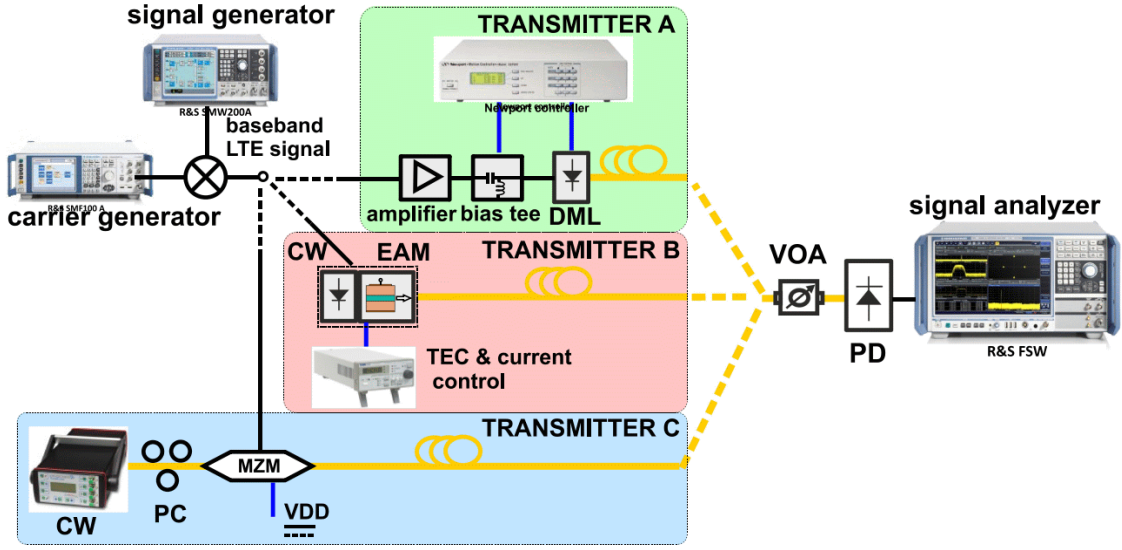 signal generator
R&S SMW200A
baseband
LTE signal
R&S SMF100 A
carrier generator
TRANSMITTER A
Newport
Newport controller
amplifier
bias tee
DML
TRANSMITTER B
CW
EAM
TEC & current
control
TRANSMITTER C
MZM
VDD
PC
CW
VOA
PD
signal analyzer
R&S FSW